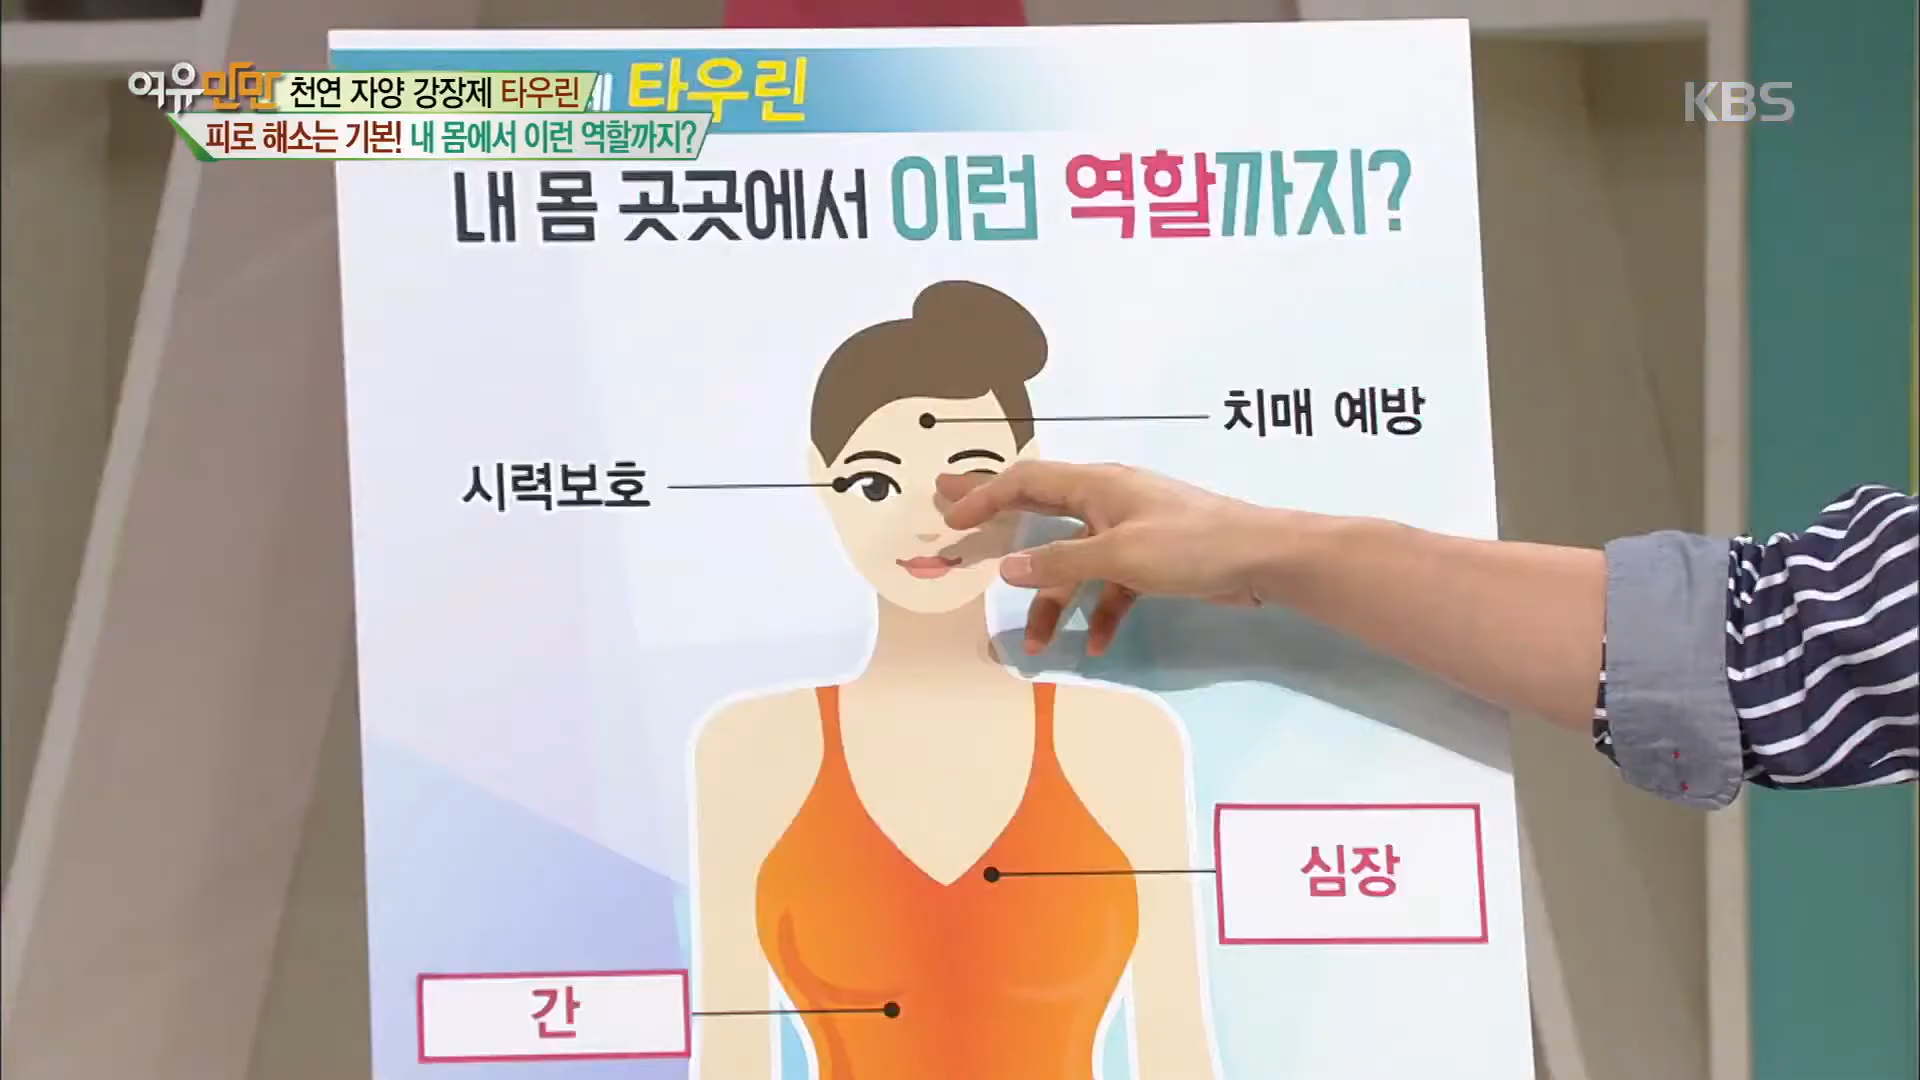 여유만만 천연 자양 강장제 타우린
피로 해소는 기본! 내 몸에서 이런 역할까지?
KBS
타우린
내 몸 곳곳에서 이런 역할까지?
치매 예방
시력보호
심장
간